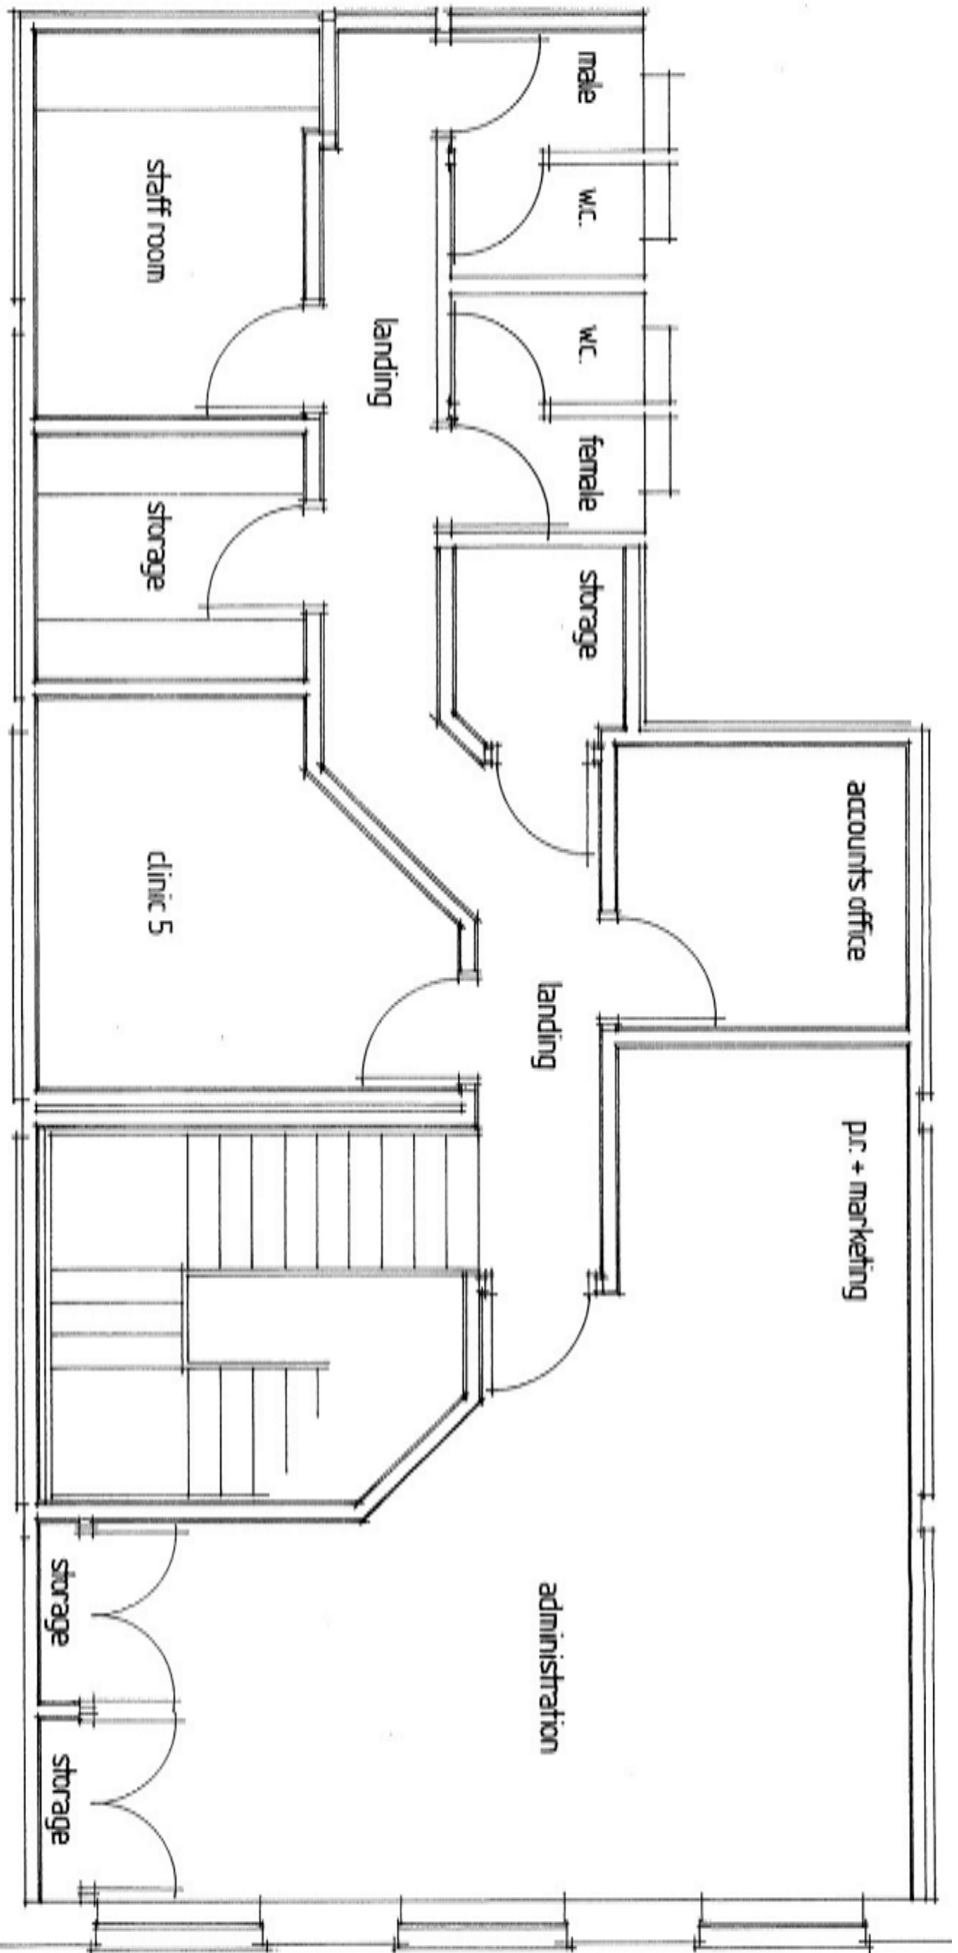 male
w.c.
w.c.
female
storage
accounts office
p.r. + marketing
staff room
landing
storage
clinic 5
landing
administration
storage
storage